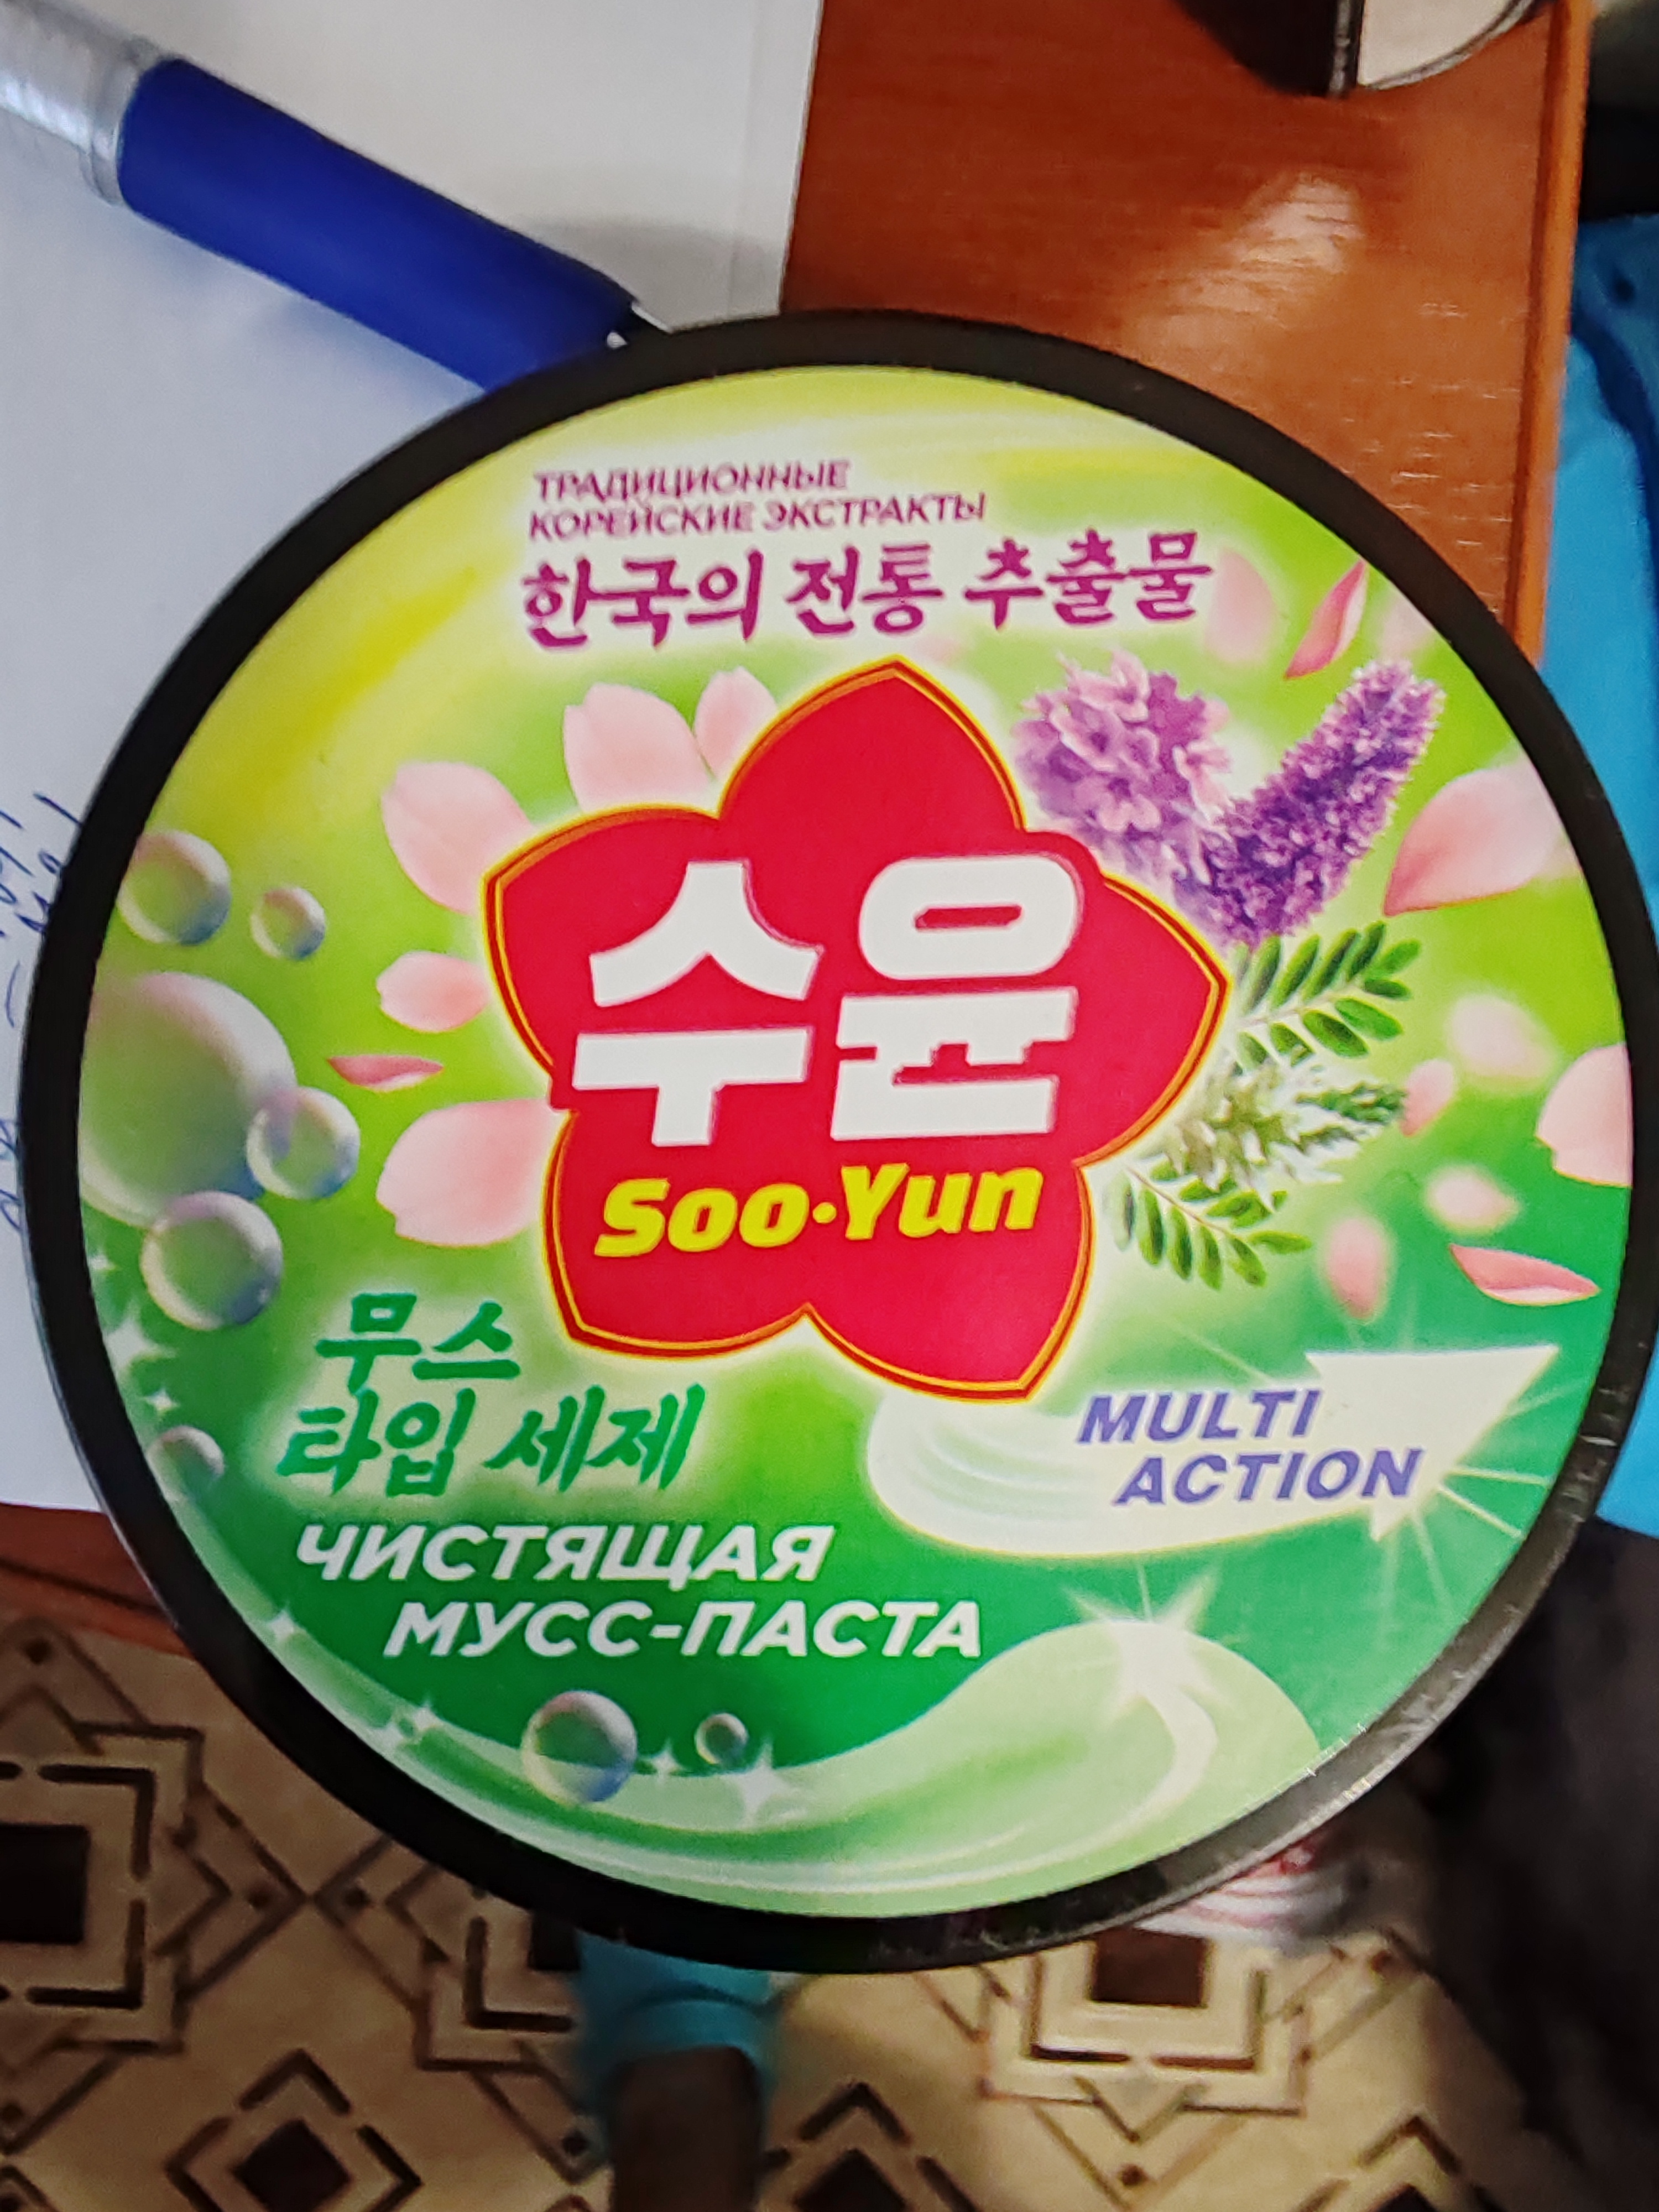 ТРАДИЦИОННЫЕ
КОРЕЙСКИЕ ЭКСТРАКТЫ
한국의 전통 추출물
수윤
Soo·Yun
무스
타입 세제
MULTI
ACTION
ЧИСТЯЩАЯ
МУСС-ПАСТА